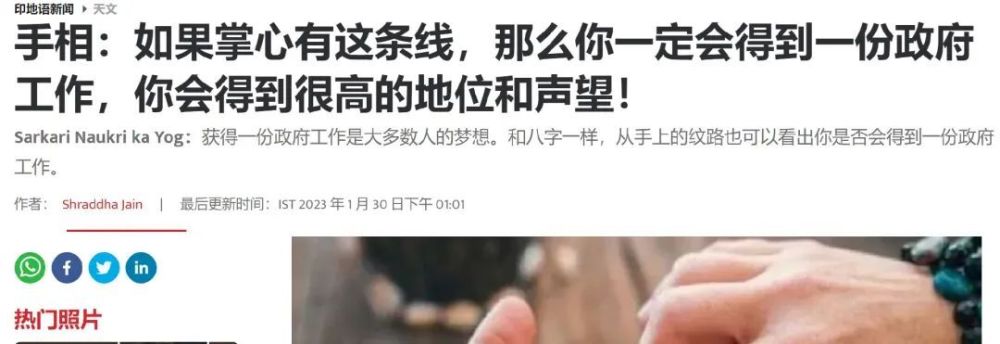 印地语新闻 天文
手相：如果掌心有这条线，那么你一定会得到一份政府
工作，你会得到很高的地位和声望！
Sarkari Naukri ka Yog：获得一份政府工作是大多数人的梦想。和八字一样，从手上的纹路也可以看出你是否会得到一份政府
工作。
作者： Shraddha Jain | 最后更新时间：IST 2023 年 1 月 30 日下午 01:01
热门照片